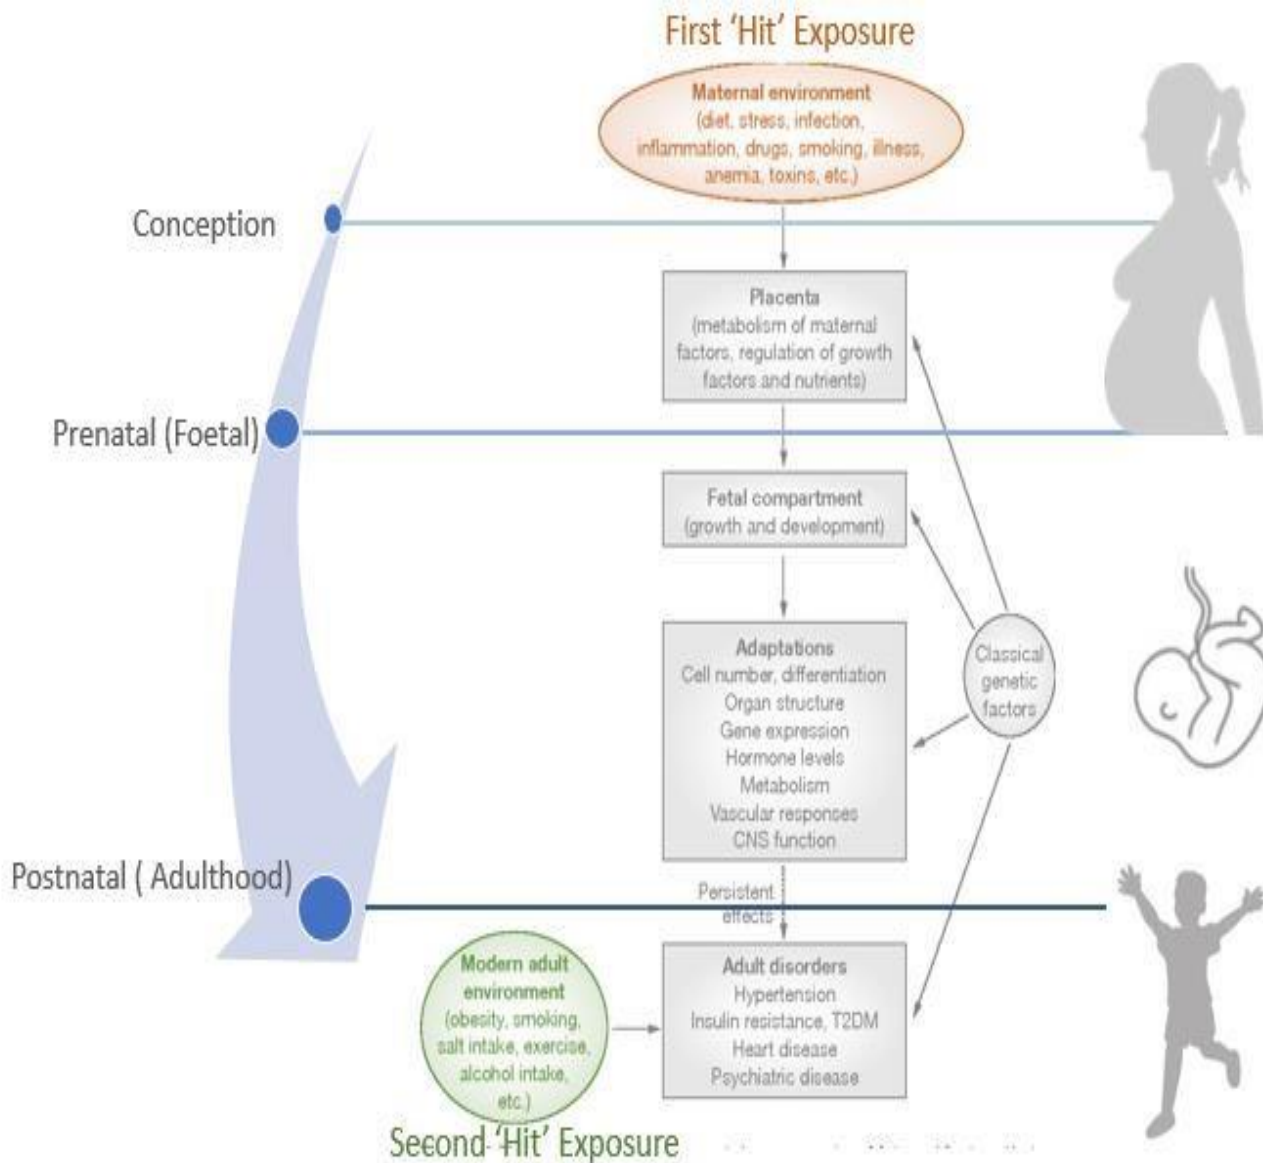 First 'Hit' Exposure
Maternal environment
(diet, stress, infection,
inflammation, drugs, smoking, illness,
anemia, toxins, etc.)
Conception
Placenta
(metabolism of maternal
factors, regulation of growth
factors and nutrients)
Prenatal (Foetal)
Fetal compartment
(growth and development)
Adaptations
Cell number, differentiation
Organ structure
Gene expression
Hormone levels
Metabolism
Vascular responses
CNS function
Classical
genetic
factors
Postnatal ( Adulthood)
Persistent
effects
Modern adult
environment
(obesity, smoking,
salt intake, exercise,
alcohol intake,
etc.)
Adult disorders
Hypertension
Insulin resistance, T2DM
Heart disease
Psychiatric disease
Second 'Hit' Exposure